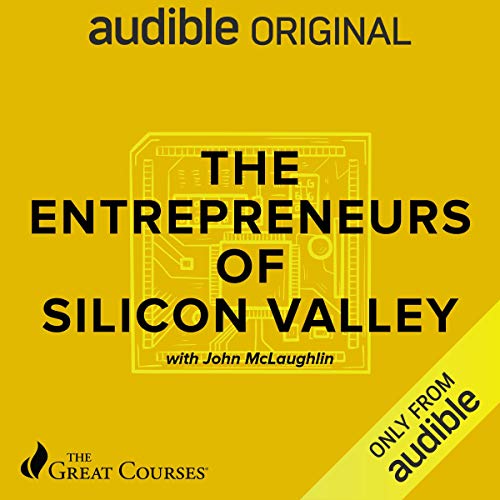 audible ORIGINAL
THE
ENTREPRENEURS
OF
SILICON VALLEY
with John McLaughlin
ONLY FROM
audible
THE
GREAT COURSES®